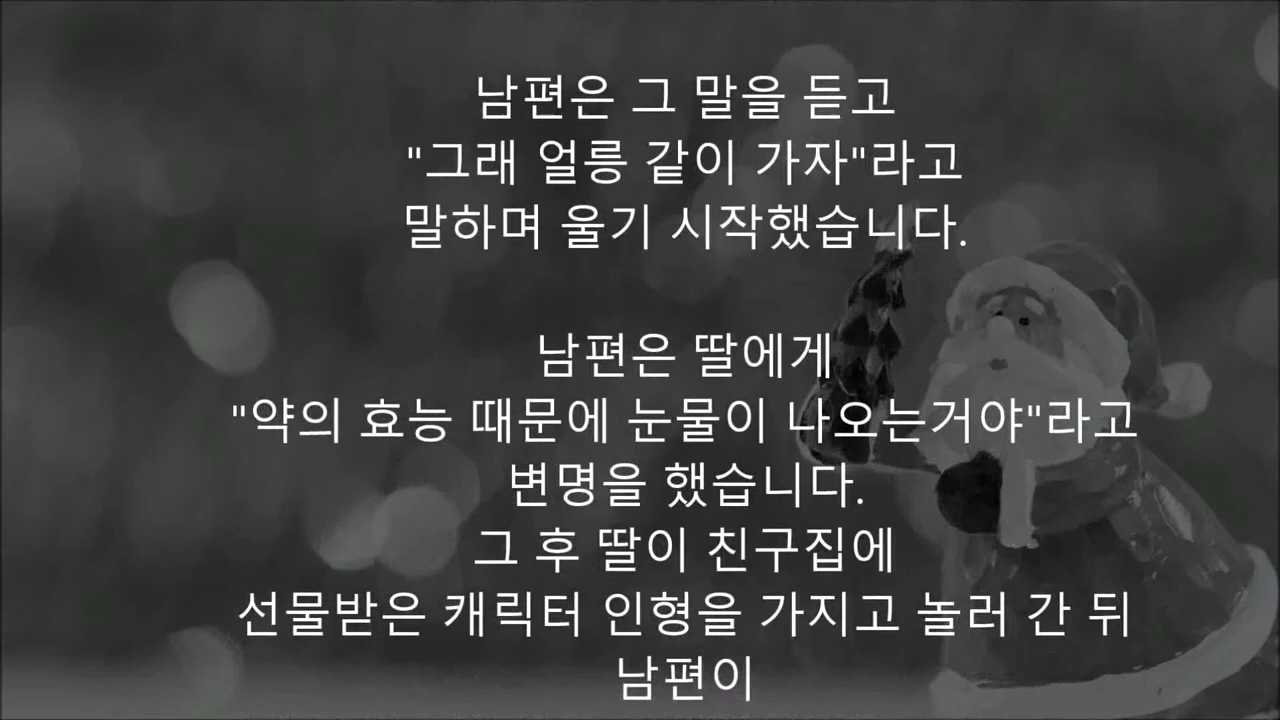 남편은 그 말을 듣고
"그래 얼릉 같이 가자"라고
말하며 울기 시작했습니다.
남편은 딸에게
"약의 효능 때문에 눈물이 나오는거야"라고
변명을 했습니다.
그 후 딸이 친구집에
선물받은 캐릭터 인형을 가지고 놀러 간 뒤
남편이